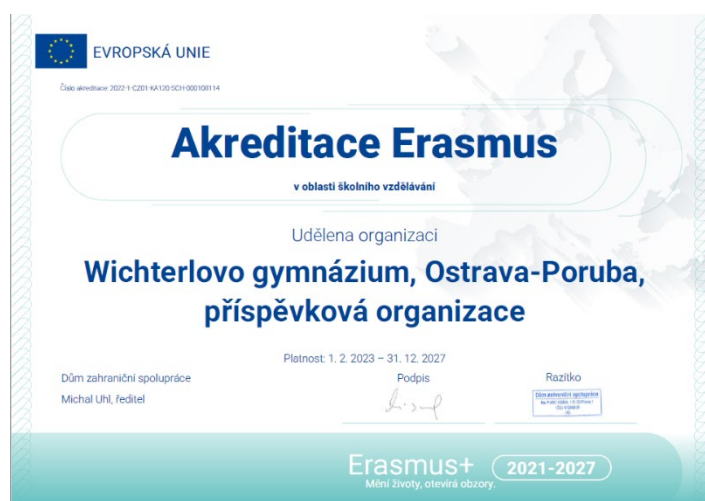 EVROPSKÁ UNIE
Číslo akreditace: 2022-1-CZ01-KA120-SCH-000108114
Akreditace Erasmus
v oblasti školního vzdělávání
Udělena organizaci
Wichterlovo gymnázium, Ostrava-Poruba,
příspěvková organizace
Platnost: 1. 2. 2023 – 31. 12. 2027
Dům zahraniční spolupráce
Podpis
Razítko
Michal Uhl, ředitel
Dům zahraniční spolupráce
Erasmus+
2021-2027
Mění životy, otevírá obzory.